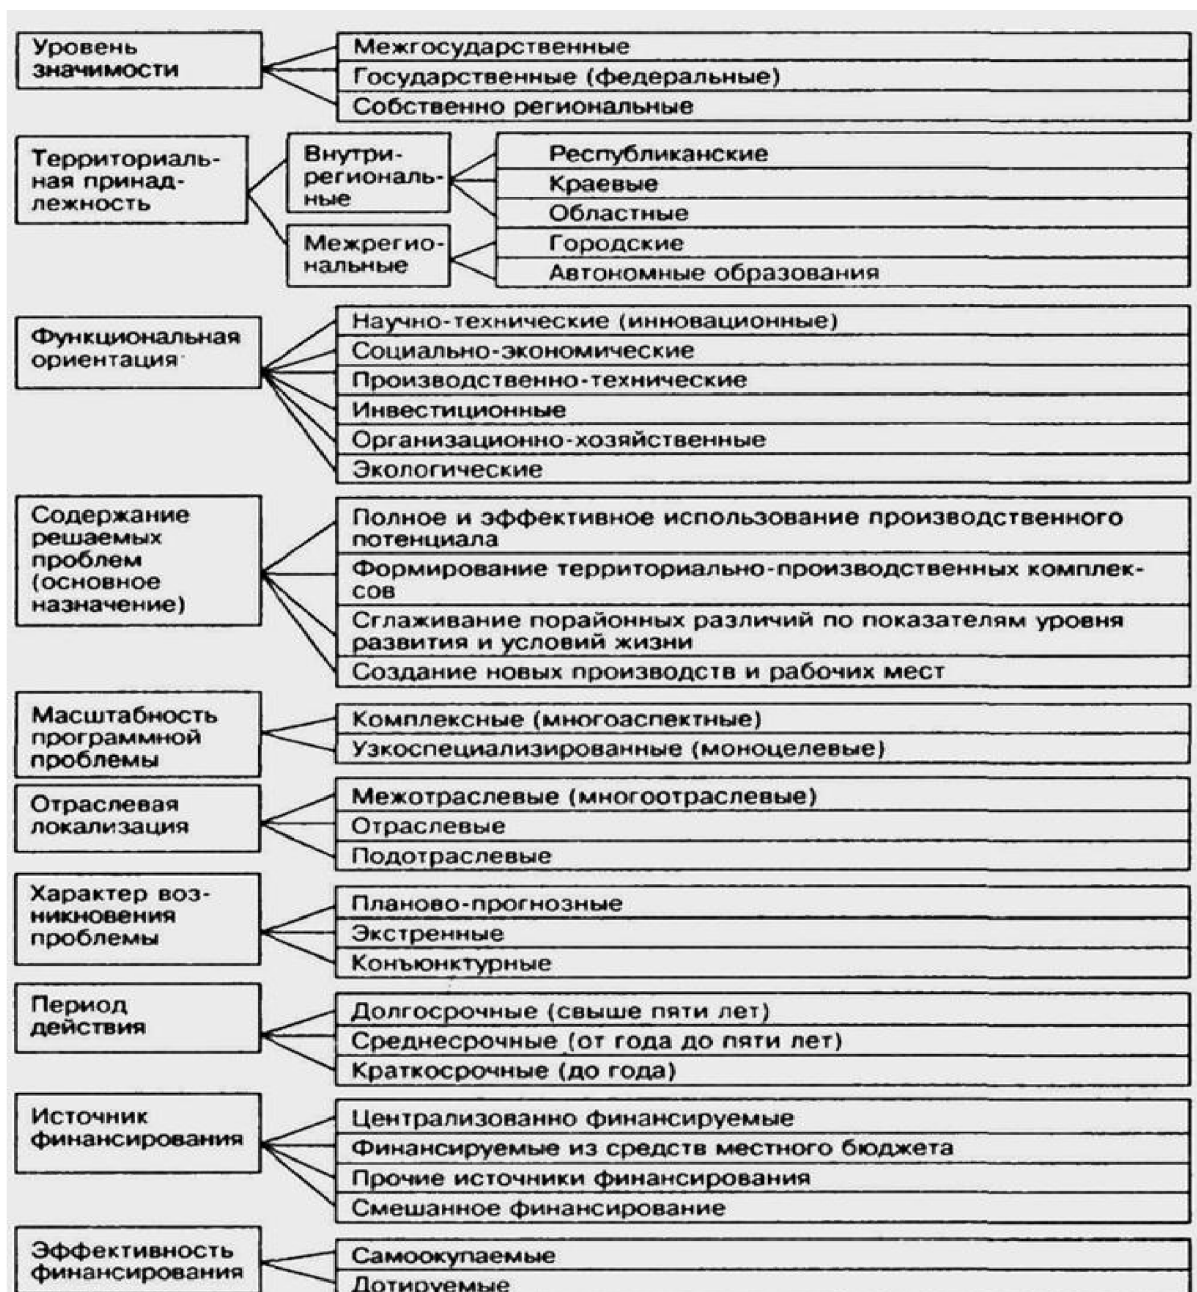 Уровень
значимости
Межгосударственные
Государственные (федеральные)
Собственно региональные
Территориаль-
ная принад-
лежность
Внутри-
региональ-
ные
Республиканские
Краевые
Областные
Межрегио-
нальные
Городские
Автономные образования
Функциональная
ориентация
Научно-технические (инновационные)
Социально-экономические
Производственно-технические
Инвестиционные
Организационно-хозяйственные
Экологические
Содержание
решаемых
проблем
(основное
назначение)
Полное и эффективное использование производственного
потенциала
Формирование территориально-производственных комплек-
сов
Сглаживание порайонных различий по показателям уровня
развития и условий жизни
Создание новых производств и рабочих мест
Масштабность
программной
проблемы
Комплексные (многоаспектные)
Узкоспециализированные (моноцелевые)
Отраслевая
локализация
Межотраслевые (многоотраслевые)
Отраслевые
Подотраслевые
Характер воз-
никновения
проблемы
Планово-прогнозные
Экстренные
Конъюнктурные
Период
действия
Долгосрочные (свыше пяти лет)
Среднесрочные (от года до пяти лет)
Краткосрочные (до года)
Источник
финансирования
Централизованно финансируемые
Финансируемые из средств местного бюджета
Прочие источники финансирования
Смешанное финансирование
Эффективность
финансирования
Самоокупаемые
Дотируемые